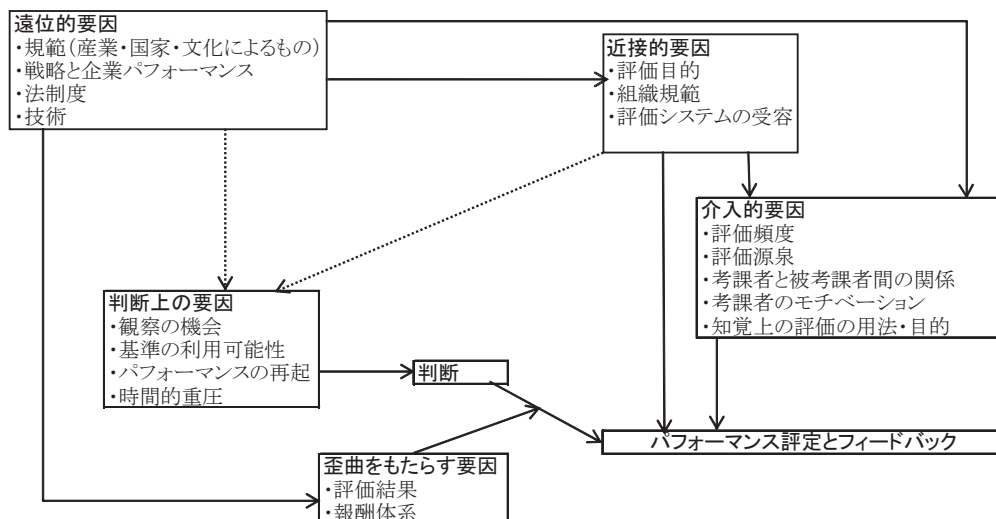 遠位的要因
・規範(産業・国家・文化によるもの)
・戦略と企業パフォーマンス
・法制度
・技術
近接的要因
・評価目的
・組織規範
・評価システムの受容
介入的要因
・評価頻度
・評価源泉
・考課者と被考課者間の関係
・考課者のモチベーション
・知覚上の評価の用法・目的
判断上の要因
・観察の機会
・基準の利用可能性
・パフォーマンスの再起
・時間的重圧
判断
パフォーマンス評定とフィードバック
歪曲をもたらす要因
・評価結果
・報酬体系